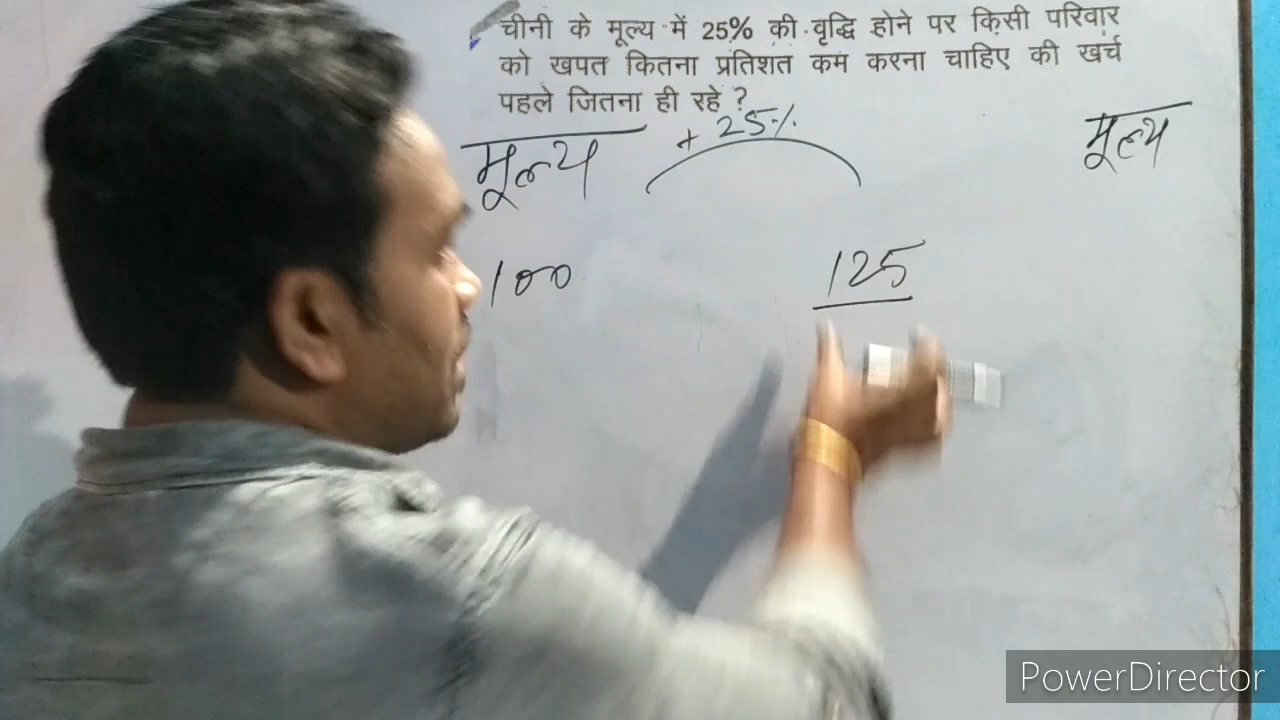 चीनी के मूल्य में 25% की वृद्धि होने पर किसी परिवार
को खपत कितना प्रतिशत कम करना चाहिए की खर्च
पहले जितना ही रहे ?
मूल्य + 25% मूल्य
100 125
PowerDirector